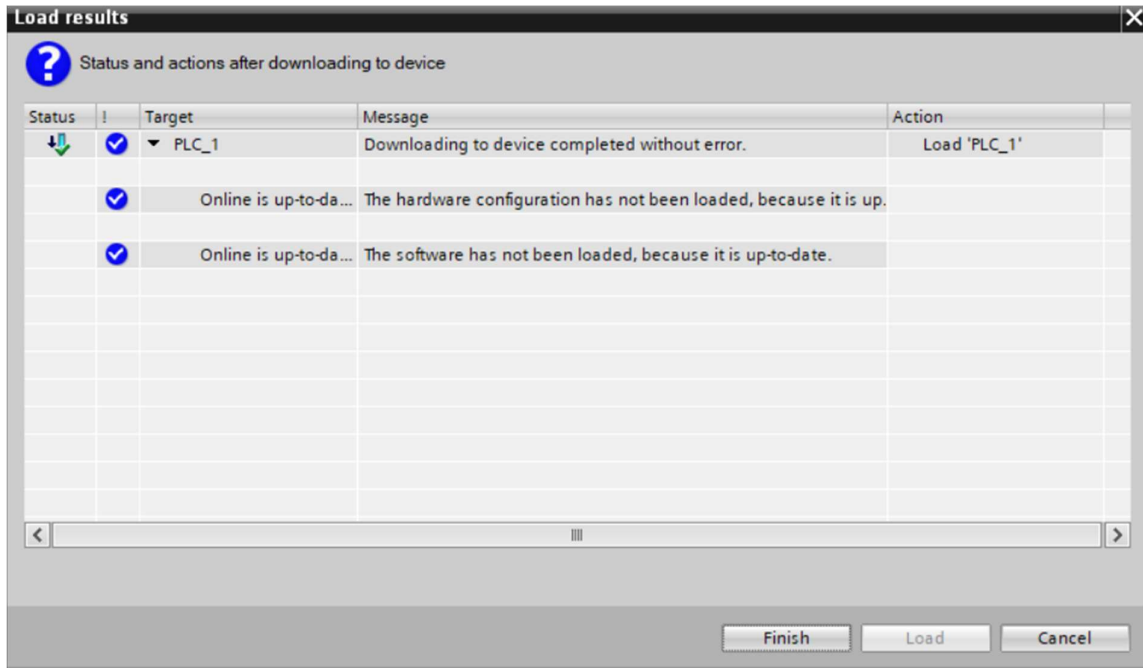 Load results
Status and actions after downloading to device
Status ! Target Message Action
PLC_1 Downloading to device completed without error. Load 'PLC_1'
Online is up-to-da... The hardware configuration has not been loaded, because it is up.
Online is up-to-da... The software has not been loaded, because it is up-to-date.
Finish Load Cancel